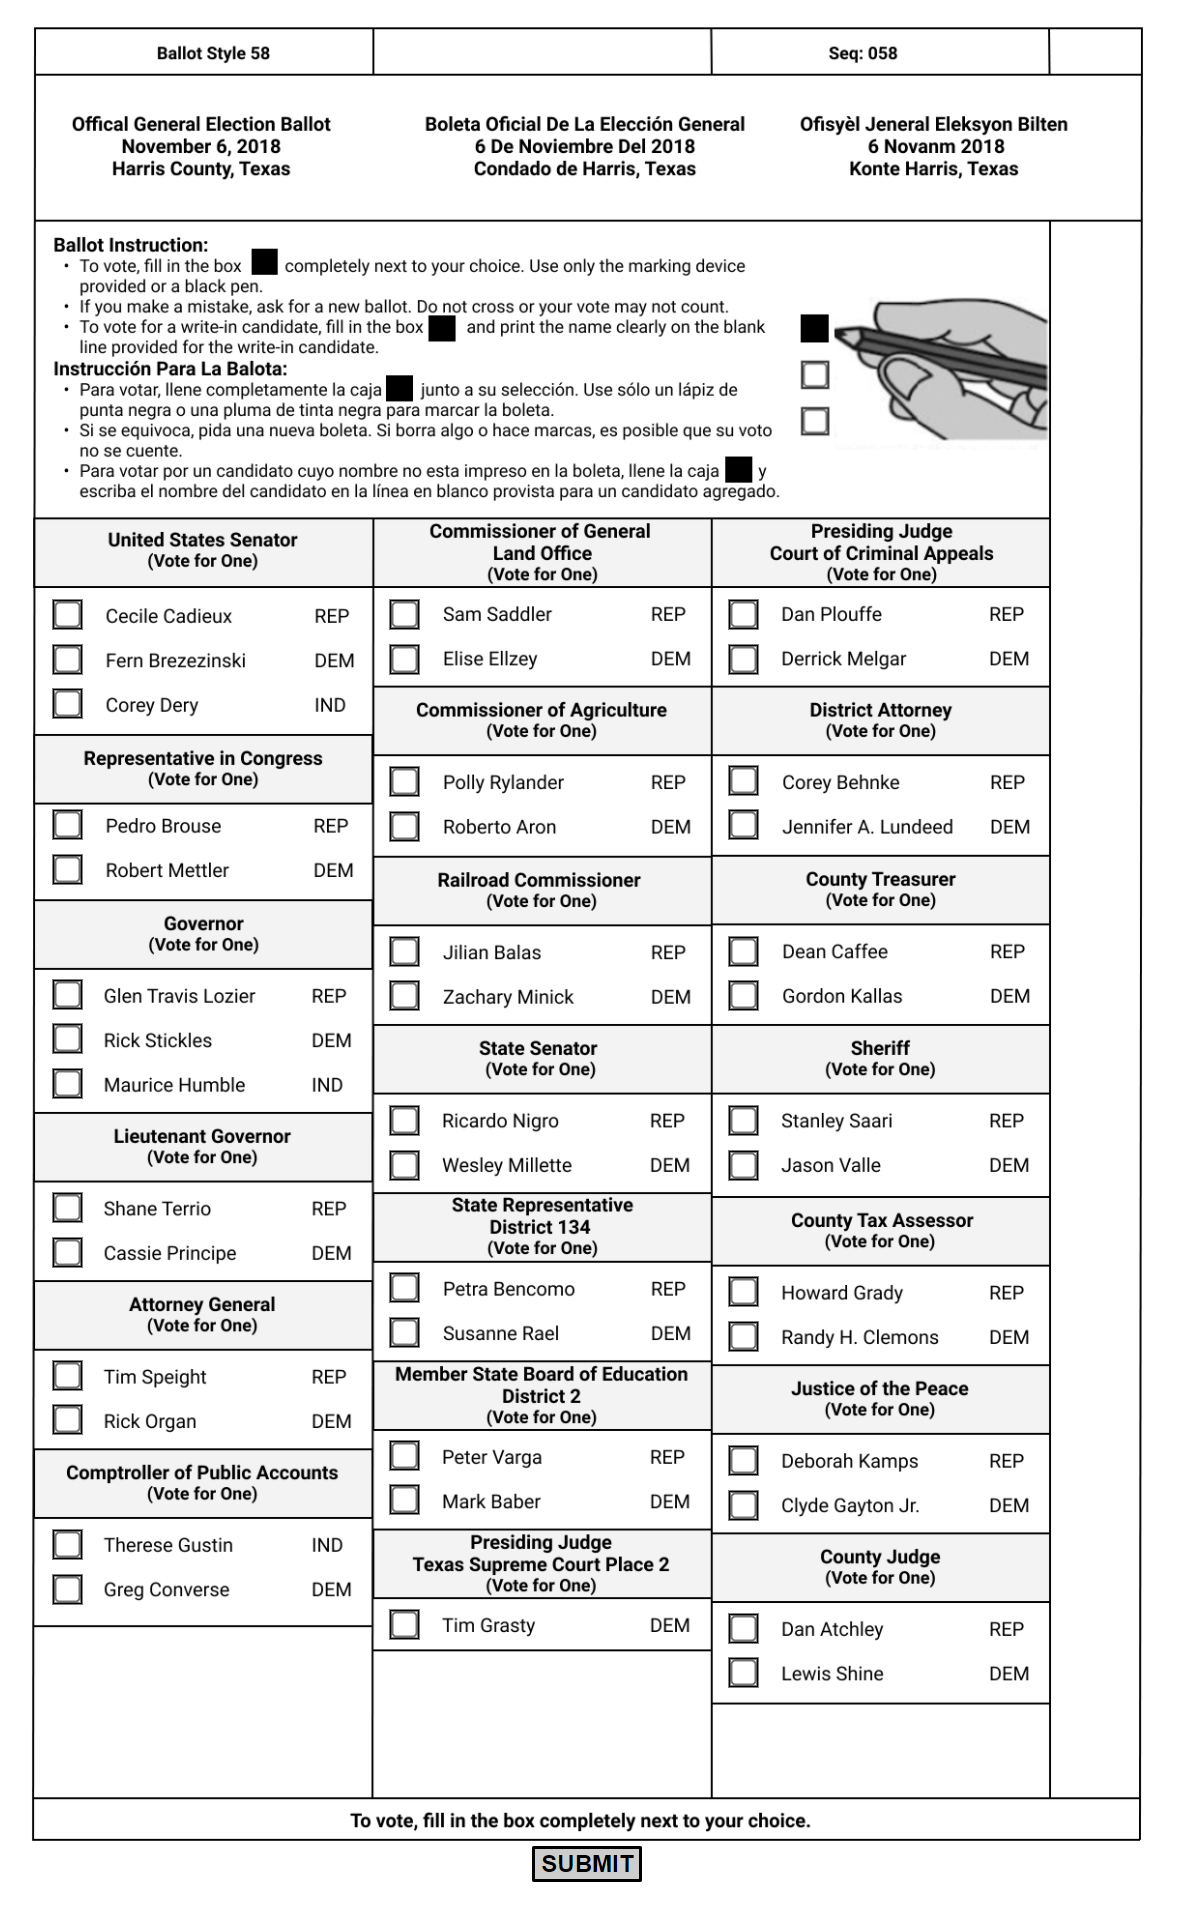 Ballot Style 58
Seq: 058
Offical General Election Ballot
November 6, 2018
Harris County, Texas
Boleta Oficial De La Elección General
6 De Noviembre Del 2018
Condado de Harris, Texas
Ofisyèl Jeneral Eleksyon Bilten
6 Novanm 2018
Konte Harris, Texas
Ballot Instruction:
• To vote, fill in the box completely next to your choice. Use only the marking device
provided or a black pen.
• If you make a mistake, ask for a new ballot. Do not cross or your vote may not count.
• To vote for a write-in candidate, fill in the box and print the name clearly on the blank
line provided for the write-in candidate.
Instrucción Para La Balota:
• Para votar, llene completamente la caja junto a su selección. Use sólo un lápiz de
punta negra o una pluma de tinta negra para marcar la boleta.
• Si se equivoca, pida una nueva boleta. Si borra algo o hace marcas, es posible que su voto
no se cuente.
• Para votar por un candidato cuyo nombre no esta impreso en la boleta, llene la caja y
escriba el nombre del candidato en la línea en blanco provista para un candidato agregado.
United States Senator
(Vote for One)
Cecile Cadieux REP
Fern Brezezinski DEM
Corey Dery IND
Representative in Congress
(Vote for One)
Pedro Brouse REP
Robert Mettler DEM
Governor
(Vote for One)
Glen Travis Lozier REP
Rick Stickles DEM
Maurice Humble IND
Lieutenant Governor
(Vote for One)
Shane Terrio REP
Cassie Principe DEM
Attorney General
(Vote for One)
Tim Speight REP
Rick Organ DEM
Comptroller of Public Accounts
(Vote for One)
Therese Gustin IND
Greg Converse DEM
Commissioner of General
Land Office
(Vote for One)
Sam Saddler REP
Elise Ellzey DEM
Commissioner of Agriculture
(Vote for One)
Polly Rylander REP
Roberto Aron DEM
Railroad Commissioner
(Vote for One)
Jilian Balas REP
Zachary Minick DEM
State Senator
(Vote for One)
Ricardo Nigro REP
Wesley Millette DEM
State Representative
District 134
(Vote for One)
Petra Bencomo REP
Susanne Rael DEM
Member State Board of Education
District 2
(Vote for One)
Peter Varga REP
Mark Baber DEM
Presiding Judge
Texas Supreme Court Place 2
(Vote for One)
Tim Grasty DEM
Presiding Judge
Court of Criminal Appeals
(Vote for One)
Dan Plouffe REP
Derrick Melgar DEM
District Attorney
(Vote for One)
Corey Behnke REP
Jennifer A. Lundeed DEM
County Treasurer
(Vote for One)
Dean Caffee REP
Gordon Kallas DEM
Sheriff
(Vote for One)
Stanley Saari REP
Jason Valle DEM
County Tax Assessor
(Vote for One)
Howard Grady REP
Randy H. Clemons DEM
Justice of the Peace
(Vote for One)
Deborah Kamps REP
Clyde Gayton Jr. DEM
County Judge
(Vote for One)
Dan Atchley REP
Lewis Shine DEM
To vote, fill in the box completely next to your choice.
SUBMIT